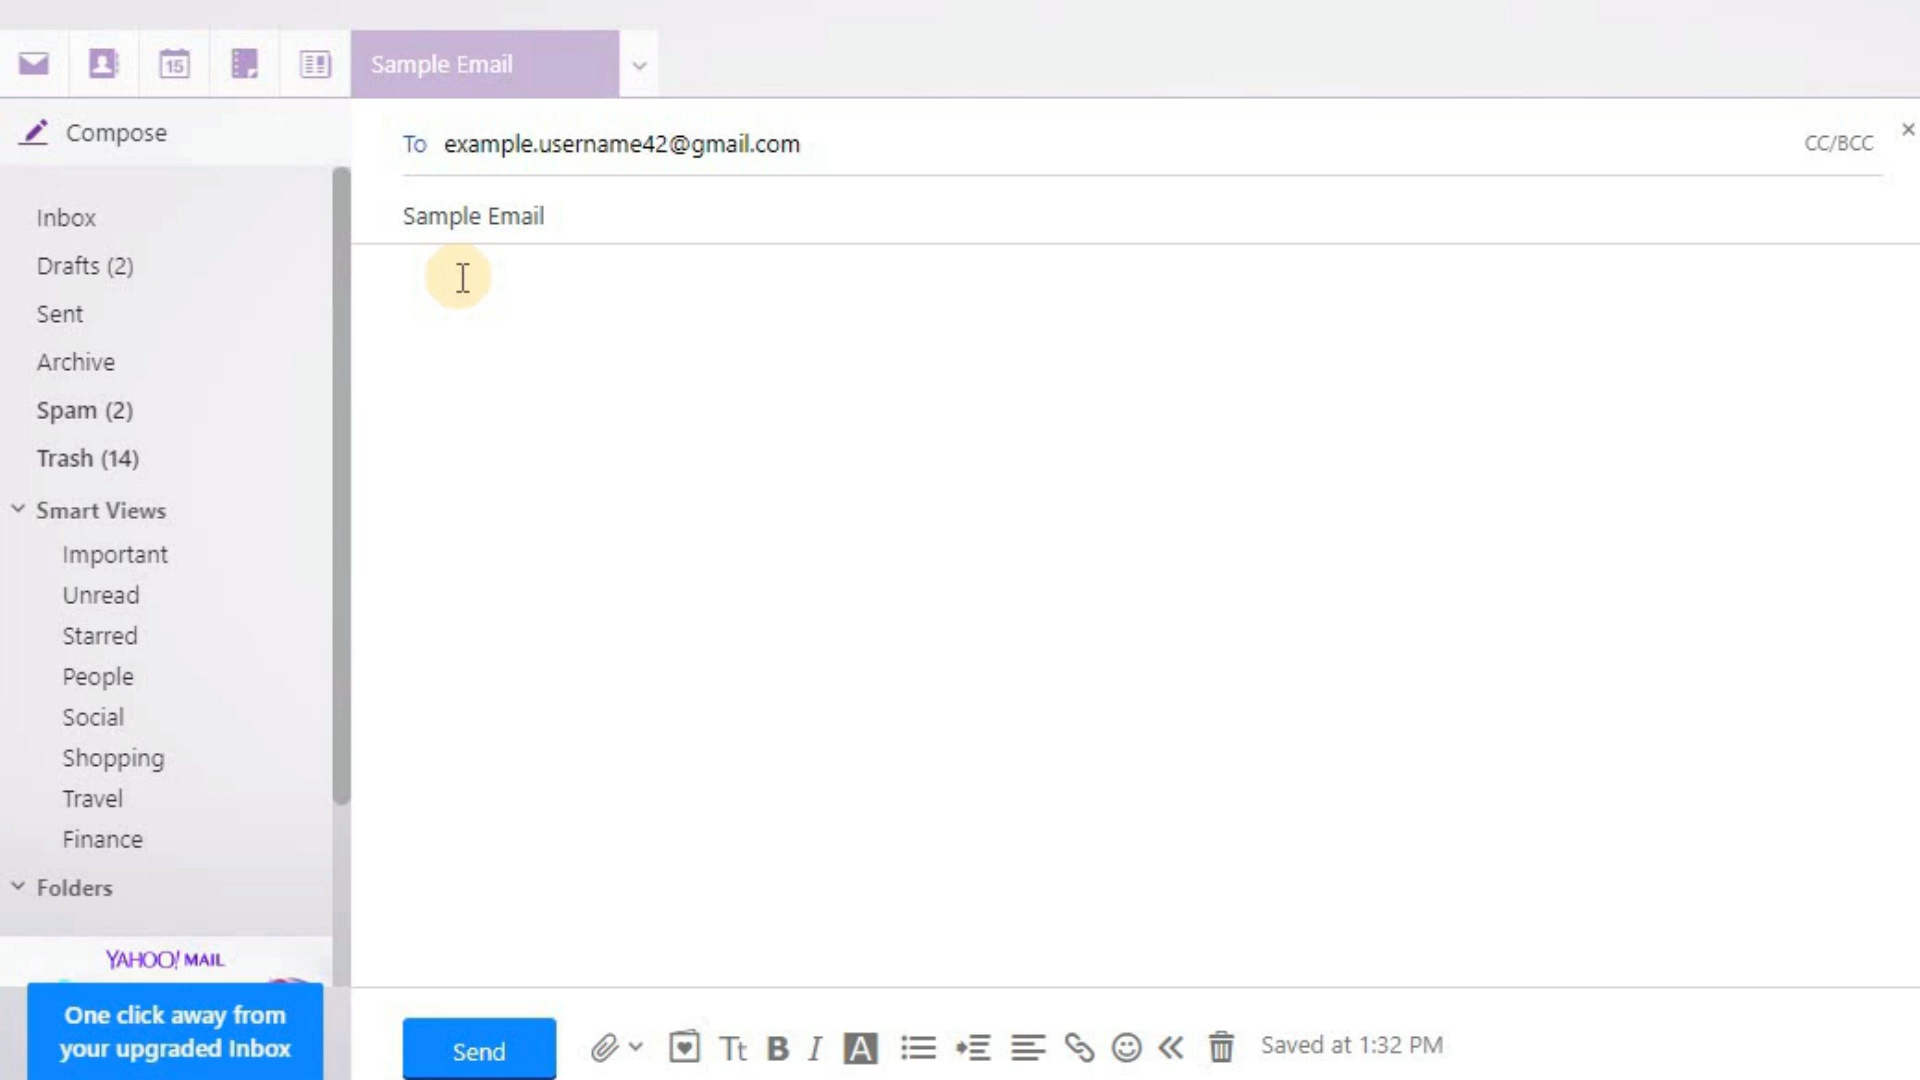 15
Sample Email
Compose
To example.username42@gmail.com
CC/BCC
Sample Email
Inbox
Drafts (2)
Sent
Archive
Spam (2)
Trash (14)
Smart Views
Important
Unread
Starred
People
Social
Shopping
Travel
Finance
Folders
YAHOO! MAIL
One click away from
your upgraded Inbox
Send
Tt B I A
Saved at 1:32 PM